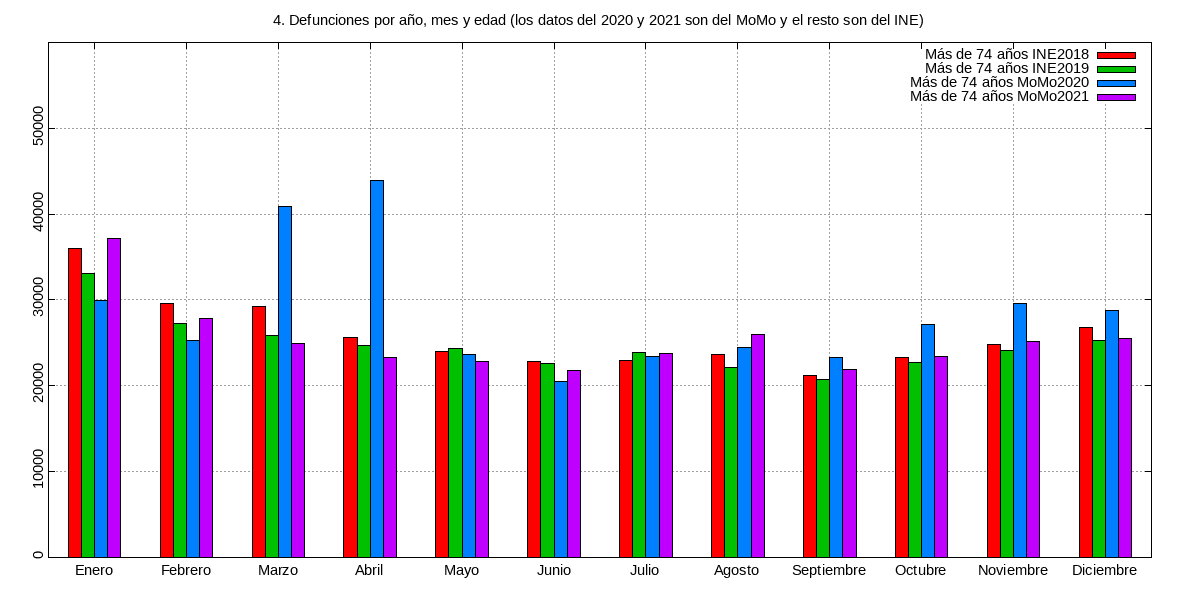 4. Defunciones por año, mes y edad (los datos del 2020 y 2021 son del MoMo y el resto son del INE)
Más de 74 años INE2018
Más de 74 años INE2019
Más de 74 años MoMo2020
Más de 74 años MoMo2021
50000
40000
30000
20000
10000
0
Enero Febrero Marzo Abril Mayo Junio Julio Agosto Septiembre Octubre Noviembre Diciembre